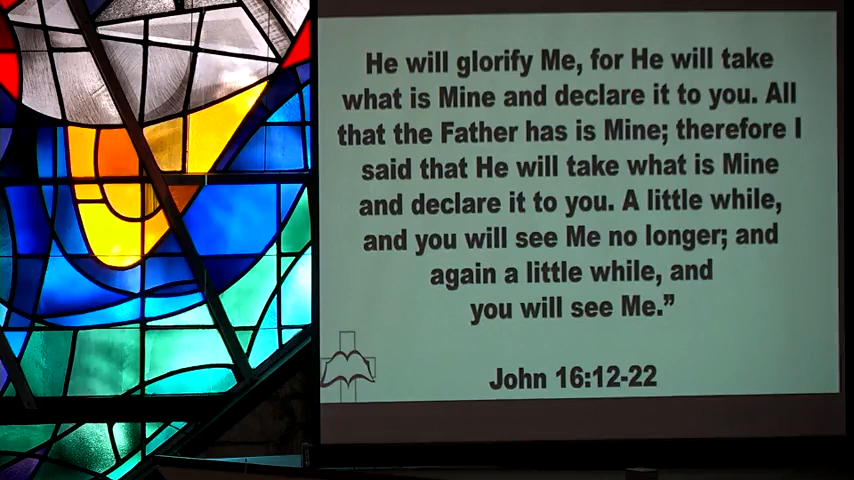 He will glorify Me, for He will take
what is Mine and declare it to you. All
that the Father has is Mine; therefore I
said that He will take what is Mine
and declare it to you. A little while,
and you will see Me no longer; and
again a little while, and
you will see Me.”
John 16:12-22